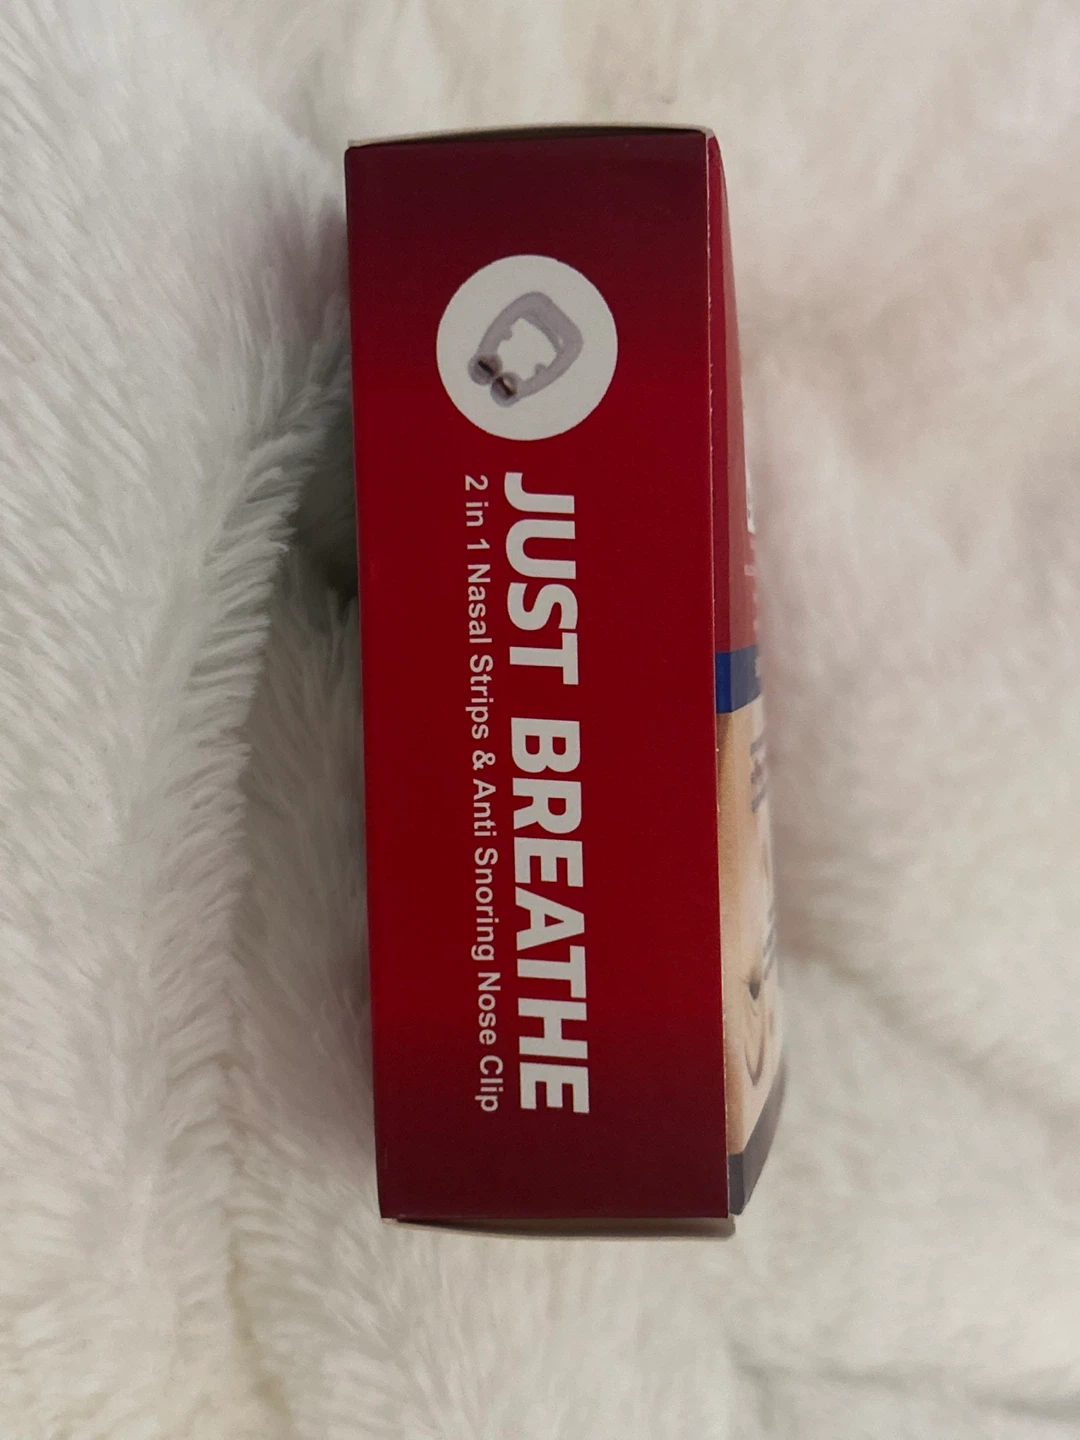 JUST BREATHE
2 in 1 Nasal Strips & Anti Snoring Nose Clip